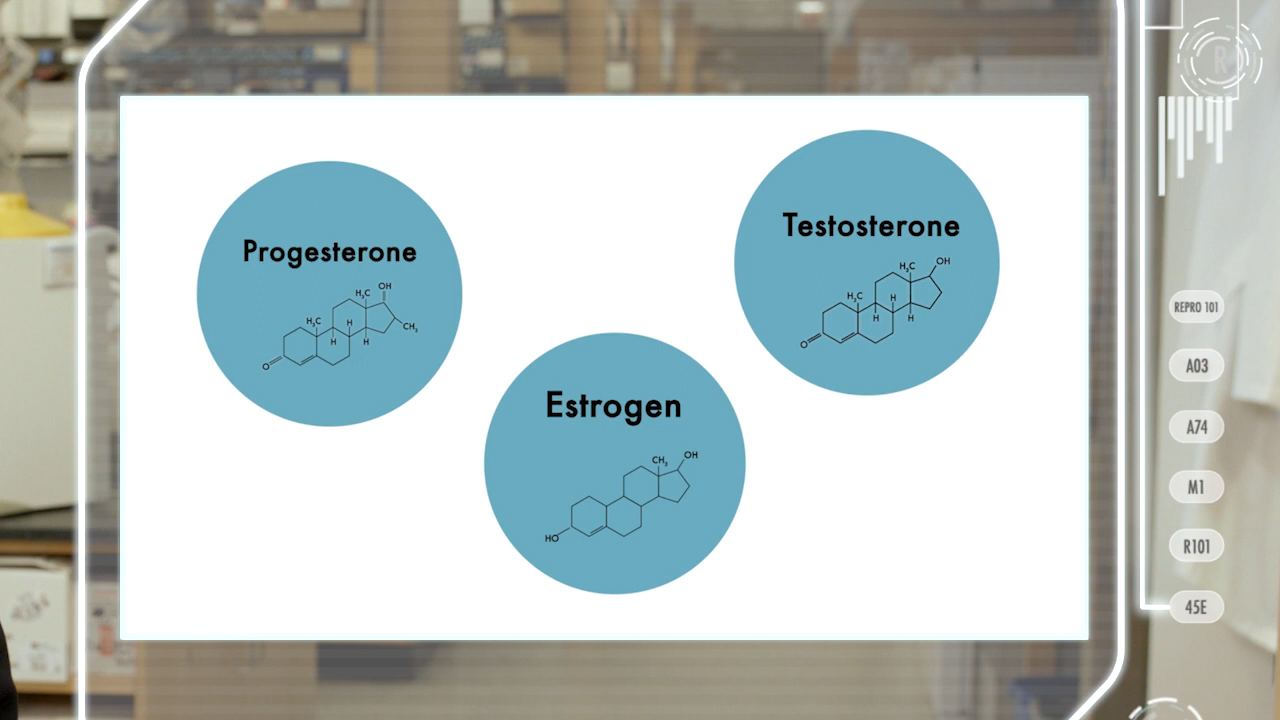 Progesterone
OH
H₃C
CH₃
H₃C
H
H
H
O
Testosterone
OH
H₃C
H₃C
H
H
H
O
Estrogen
CH₃
OH
HO
R
REPRO 101
A03
A74
M1
R101
45E